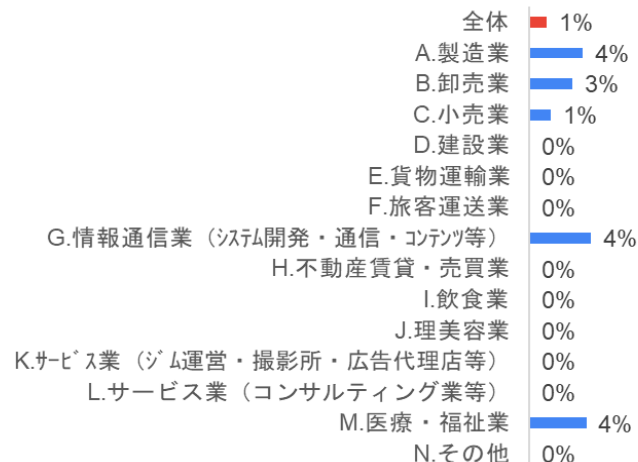 全体 1%
A.製造業 4%
B.卸売業 3%
C.小売業 1%
D.建設業 0%
E.貨物運輸業 0%
F.旅客運送業 0%
G.情報通信業（ｼｽﾃﾑ開発・通信・ｺﾝﾃﾝﾂ等） 4%
H.不動産賃貸・売買業 0%
I.飲食業 0%
J.理美容業 0%
K.ｻｰﾋﾞｽ業（ｼﾞﾑ運営・撮影所・広告代理店等） 0%
L.サービス業（コンサルティング業等） 0%
M.医療・福祉業 4%
N.その他 0%